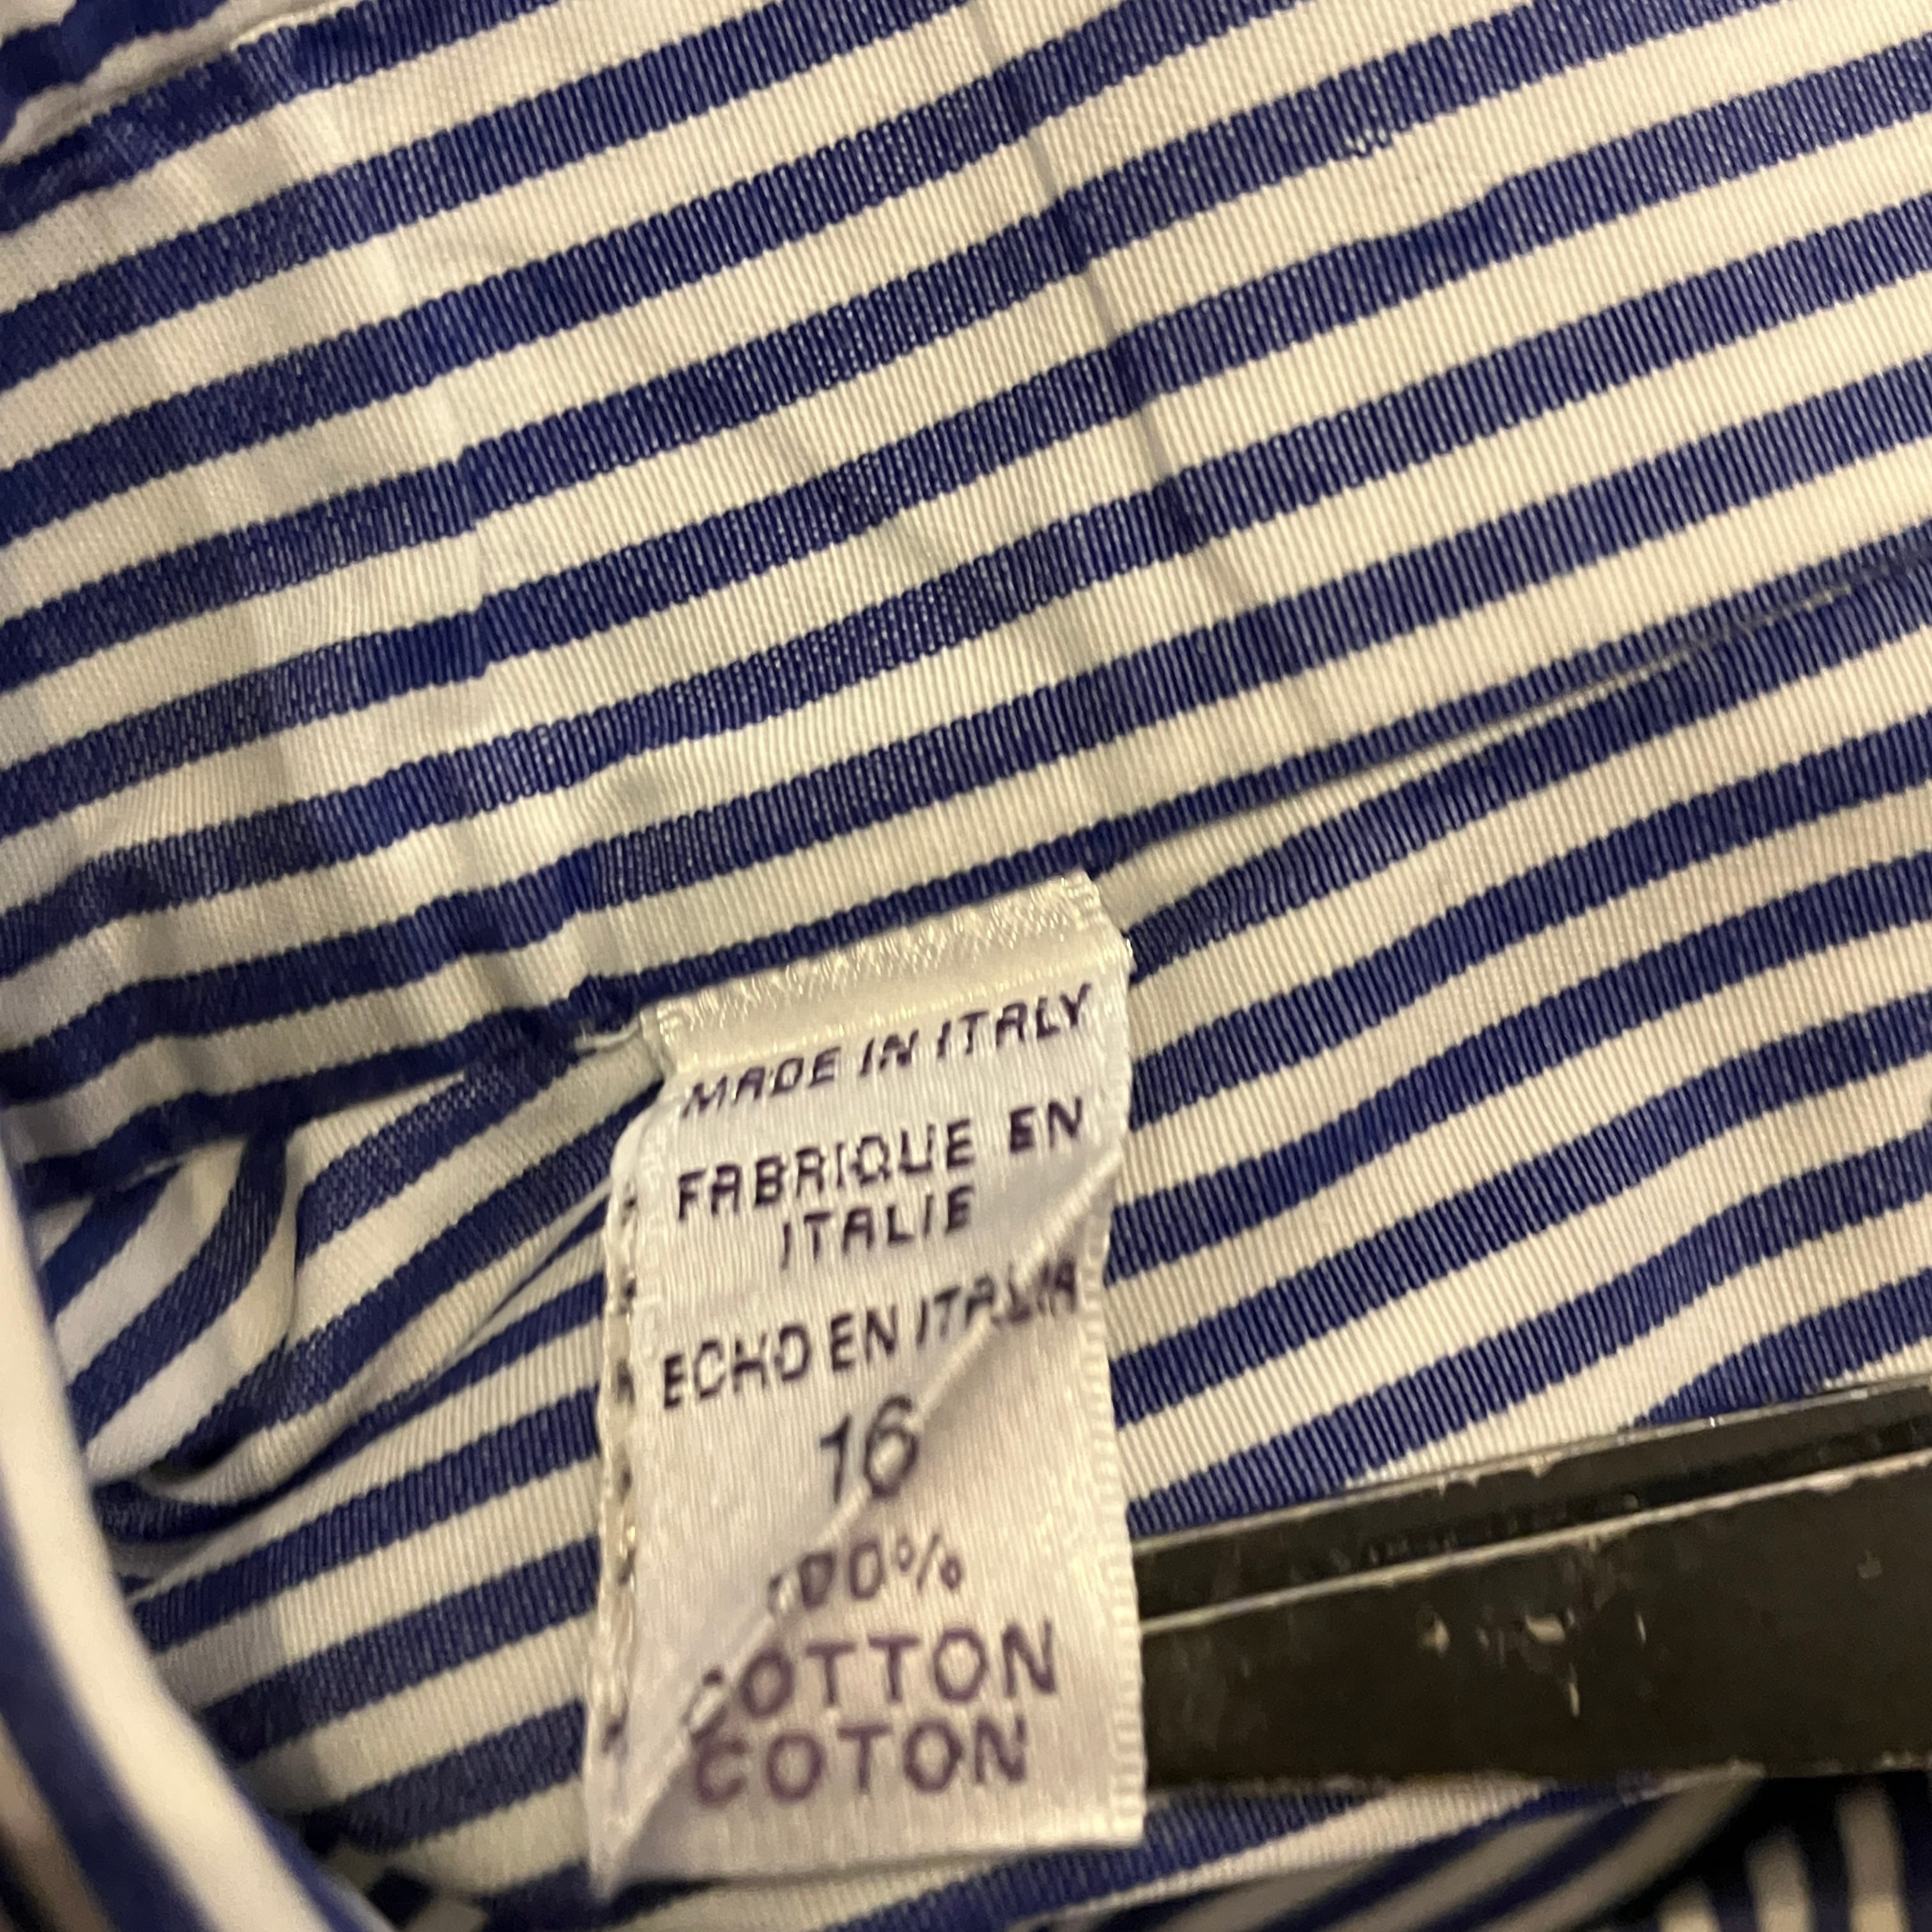 MADE IN ITALY
FABRIQUE EN
ITALIE
ECHO EN ITALIA
16
100%
COTTON
COTON